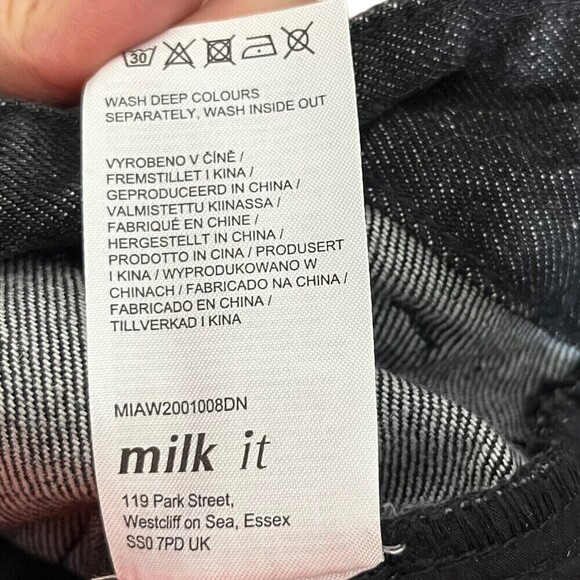 30
WASH DEEP COLOURS
SEPARATELY, WASH INSIDE OUT
VYROBENO V ČÍNĚ /
FREMSTILLET I KINA /
GEPRODUCEERD IN CHINA /
VALMISTETTU KIINASSA /
FABRIQUÉ EN CHINE /
HERGESTELLT IN CHINA /
PRODOTTO IN CINA / PRODUSERT
I KINA / WYPRODUKOWANO W
CHINACH / FABRICADO NA CHINA /
FABRICADO EN CHINA /
TILLVERKAD I KINA
MIAW2001008DN
milk it
119 Park Street,
Westcliff on Sea, Essex
SS0 7PD UK